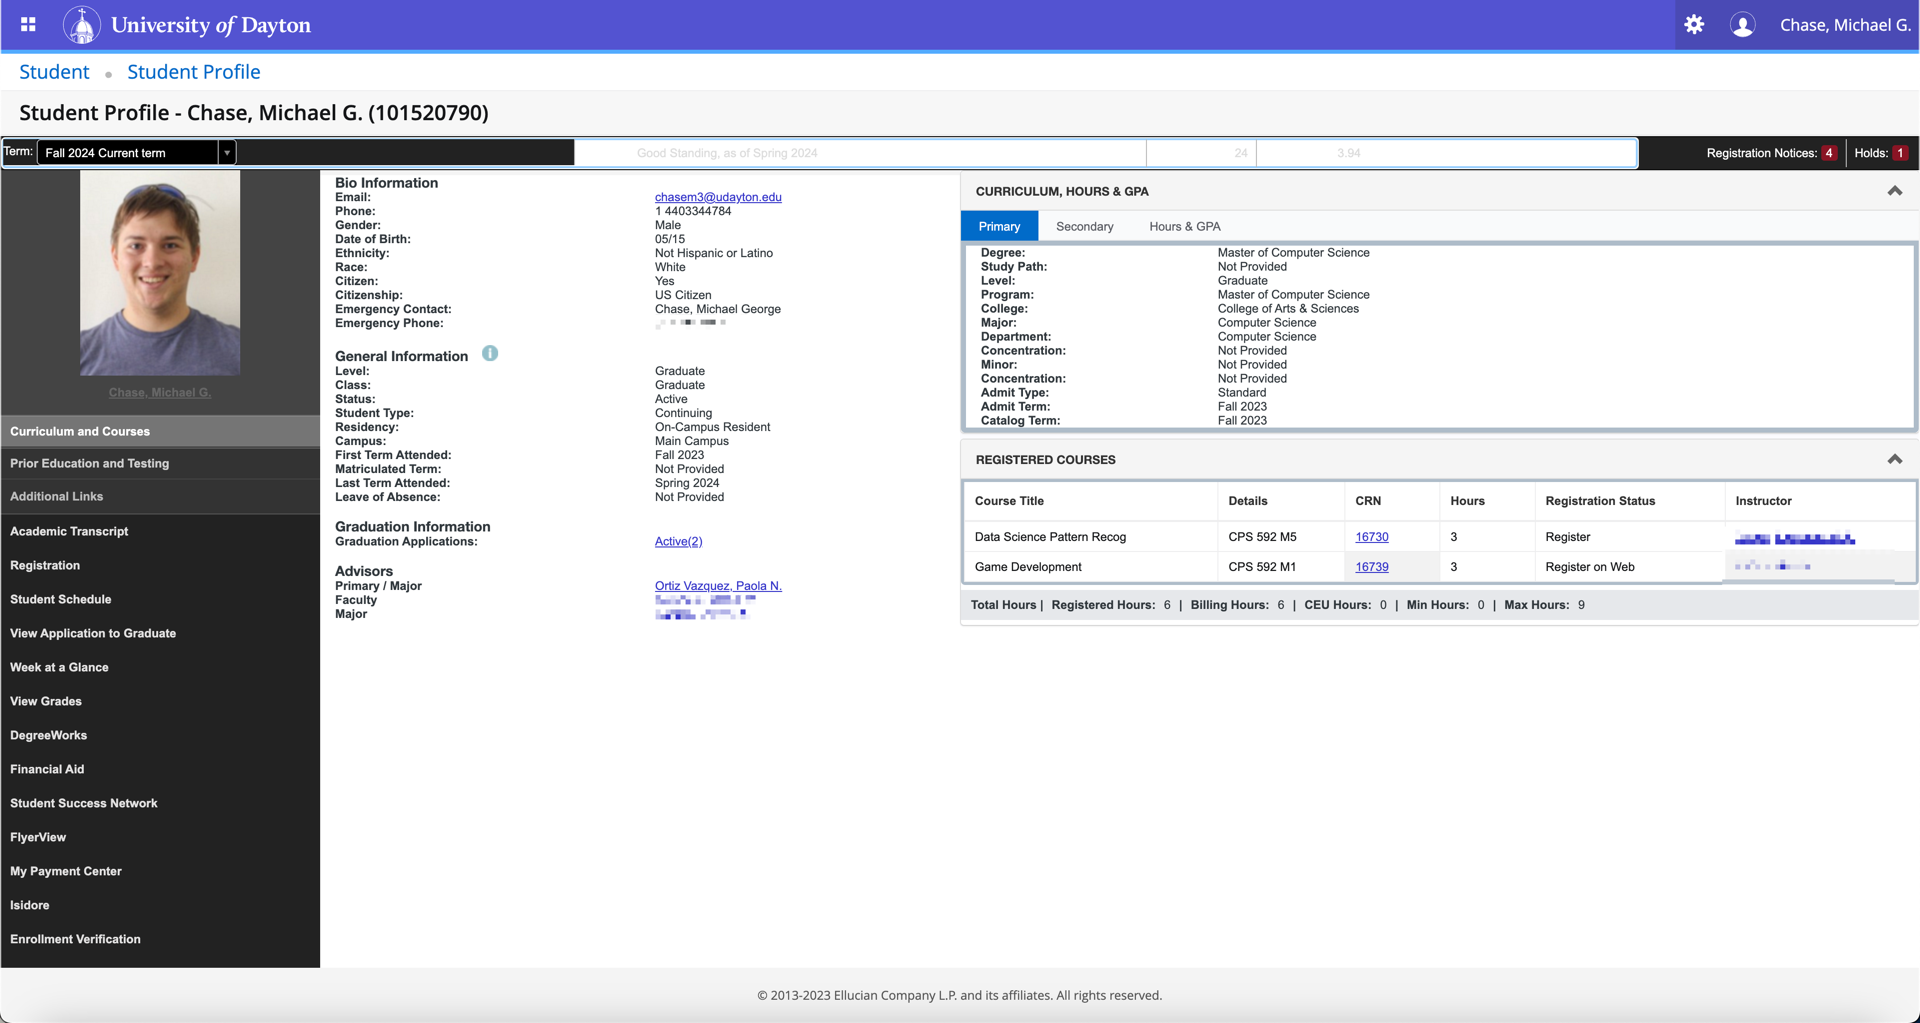 University of Dayton
Chase, Michael G.
Student • Student Profile
Student Profile - Chase, Michael G. (101520790)
Term: Fall 2024 Current term
Good Standing, as of Spring 2024 24 3.94
Registration Notices: 4 Holds: 1
Chase, Michael G.
Curriculum and Courses
Prior Education and Testing
Additional Links
Academic Transcript
Registration
Student Schedule
View Application to Graduate
Week at a Glance
View Grades
DegreeWorks
Financial Aid
Student Success Network
FlyerView
My Payment Center
Isidore
Enrollment Verification
Bio Information
Email: chasem3@udayton.edu
Phone: 1 4403344784
Gender: Male
Date of Birth: 05/15
Ethnicity: Not Hispanic or Latino
Race: White
Citizen: Yes
Citizenship: US Citizen
Emergency Contact: Chase, Michael George
Emergency Phone:
General Information
Level: Graduate
Class: Graduate
Status: Active
Student Type: Continuing
Residency: On-Campus Resident
Campus: Main Campus
First Term Attended: Fall 2023
Matriculated Term: Not Provided
Last Term Attended: Spring 2024
Leave of Absence: Not Provided
Graduation Information
Graduation Applications: Active(2)
Advisors
Primary / Major Ortiz Vazquez, Paola N.
Faculty
Major
CURRICULUM, HOURS & GPA
Primary Secondary Hours & GPA
Degree: Master of Computer Science
Study Path: Not Provided
Level: Graduate
Program: Master of Computer Science
College: College of Arts & Sciences
Major: Computer Science
Department: Computer Science
Concentration: Not Provided
Minor: Not Provided
Concentration: Not Provided
Admit Type: Standard
Admit Term: Fall 2023
Catalog Term: Fall 2023
REGISTERED COURSES
Course Title Details CRN Hours Registration Status Instructor
Data Science Pattern Recog CPS 592 M5 16730 3 Register
Game Development CPS 592 M1 16739 3 Register on Web
Total Hours | Registered Hours: 6 | Billing Hours: 6 | CEU Hours: 0 | Min Hours: 0 | Max Hours: 9
© 2013-2023 Ellucian Company L.P. and its affiliates. All rights reserved.